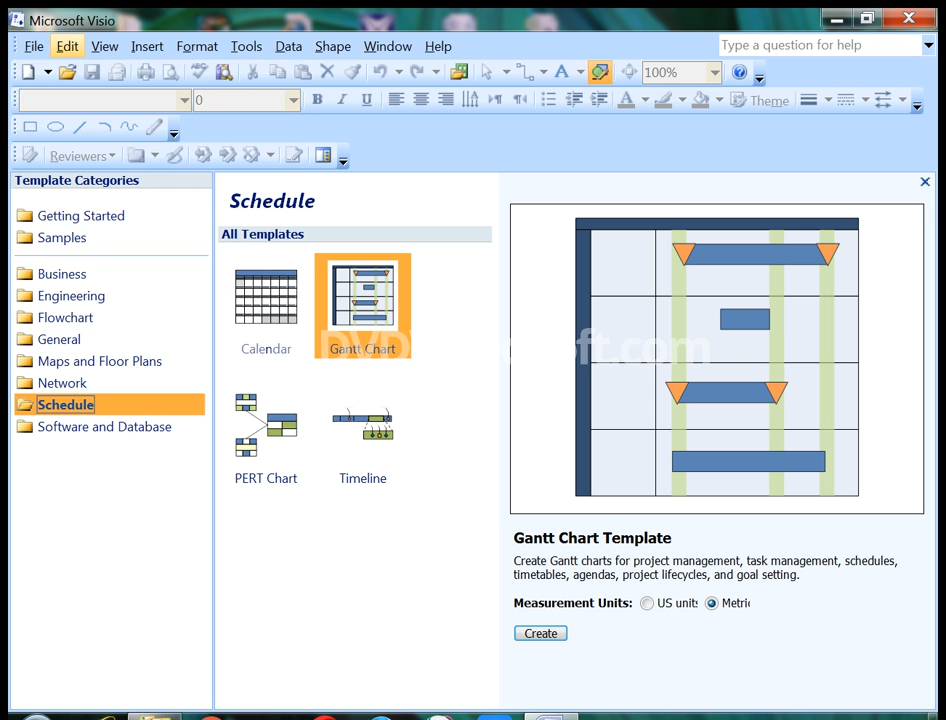 Microsoft Visio
File Edit View Insert Format Tools Data Shape Window Help
Type a question for help
100%
0
B I U
Theme
Reviewers
Template Categories
Getting Started
Samples
Business
Engineering
Flowchart
General
Maps and Floor Plans
Network
Schedule
Software and Database
Schedule
All Templates
Calendar
Gantt Chart
PERT Chart
Timeline
Gantt Chart Template
Create Gantt charts for project management, task management, schedules,
timetables, agendas, project lifecycles, and goal setting.
Measurement Units: US units Metric
Create